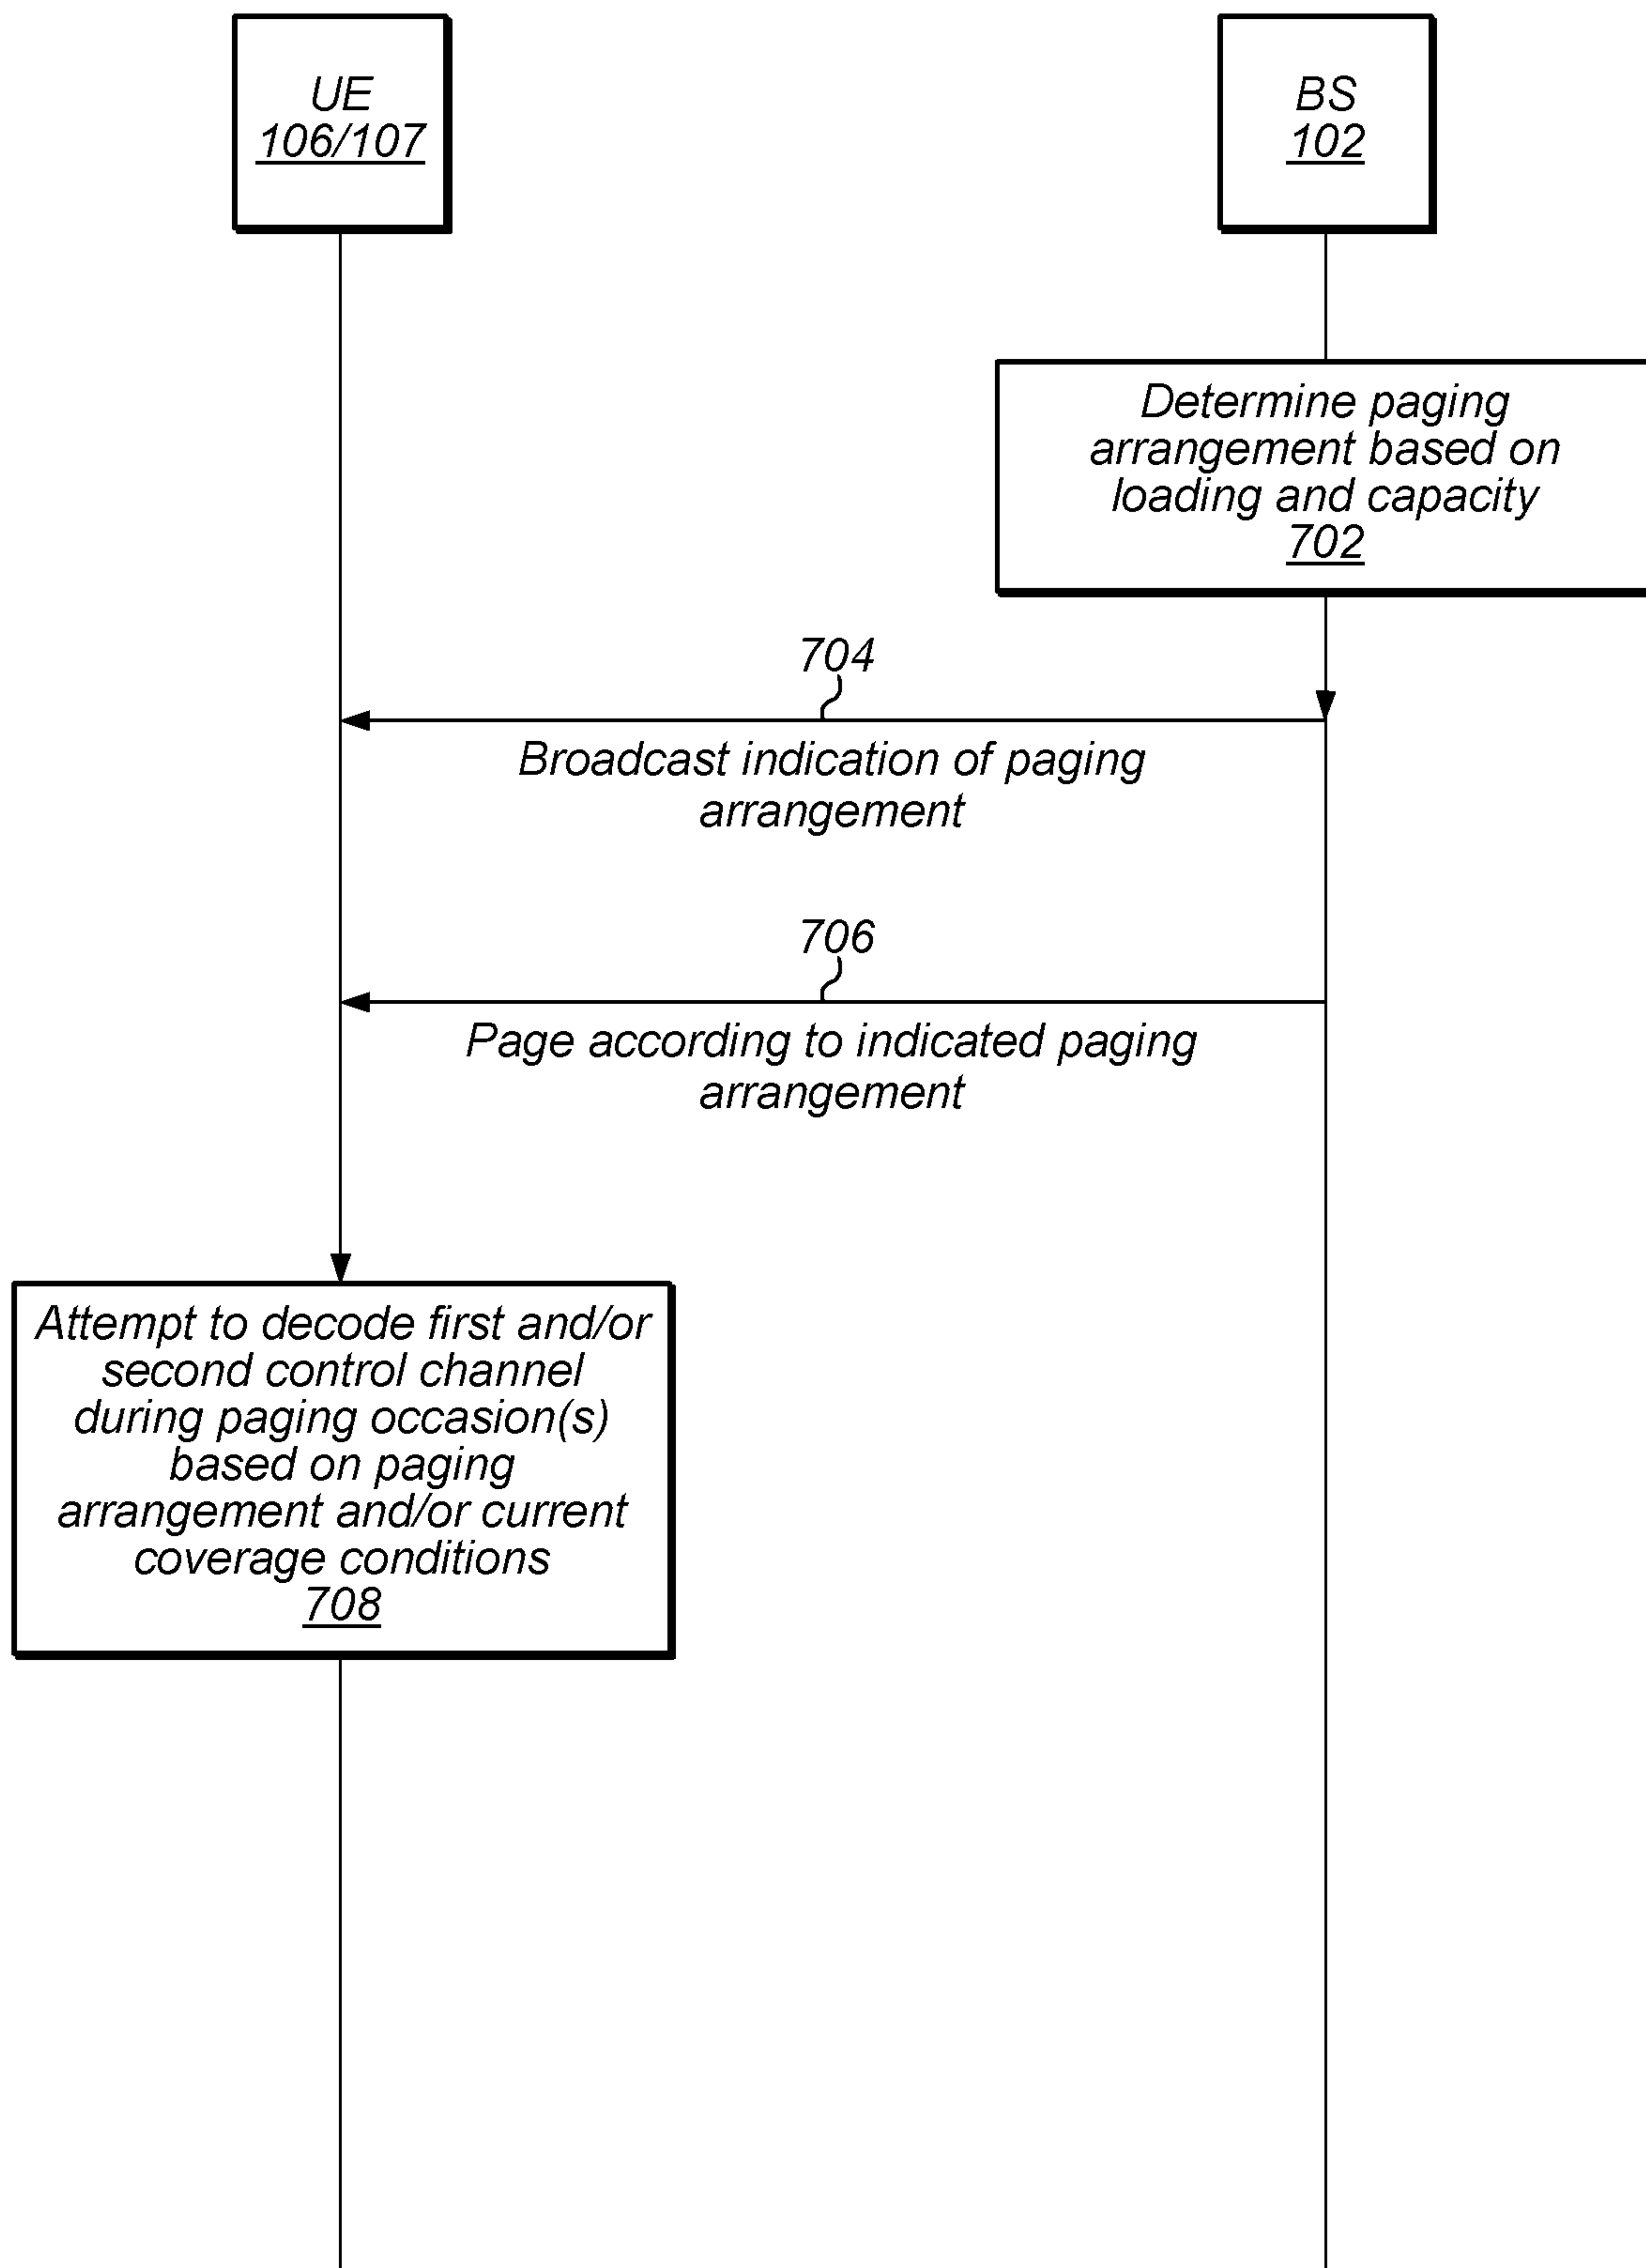 UE
106/107
BS
102
Determine paging
arrangement based on
loading and capacity
702
704
Broadcast indication of paging
arrangement
706
Page according to indicated paging
arrangement
Attempt to decode first and/or
second control channel
during paging occasion(s)
based on paging
arrangement and/or current
coverage conditions
708